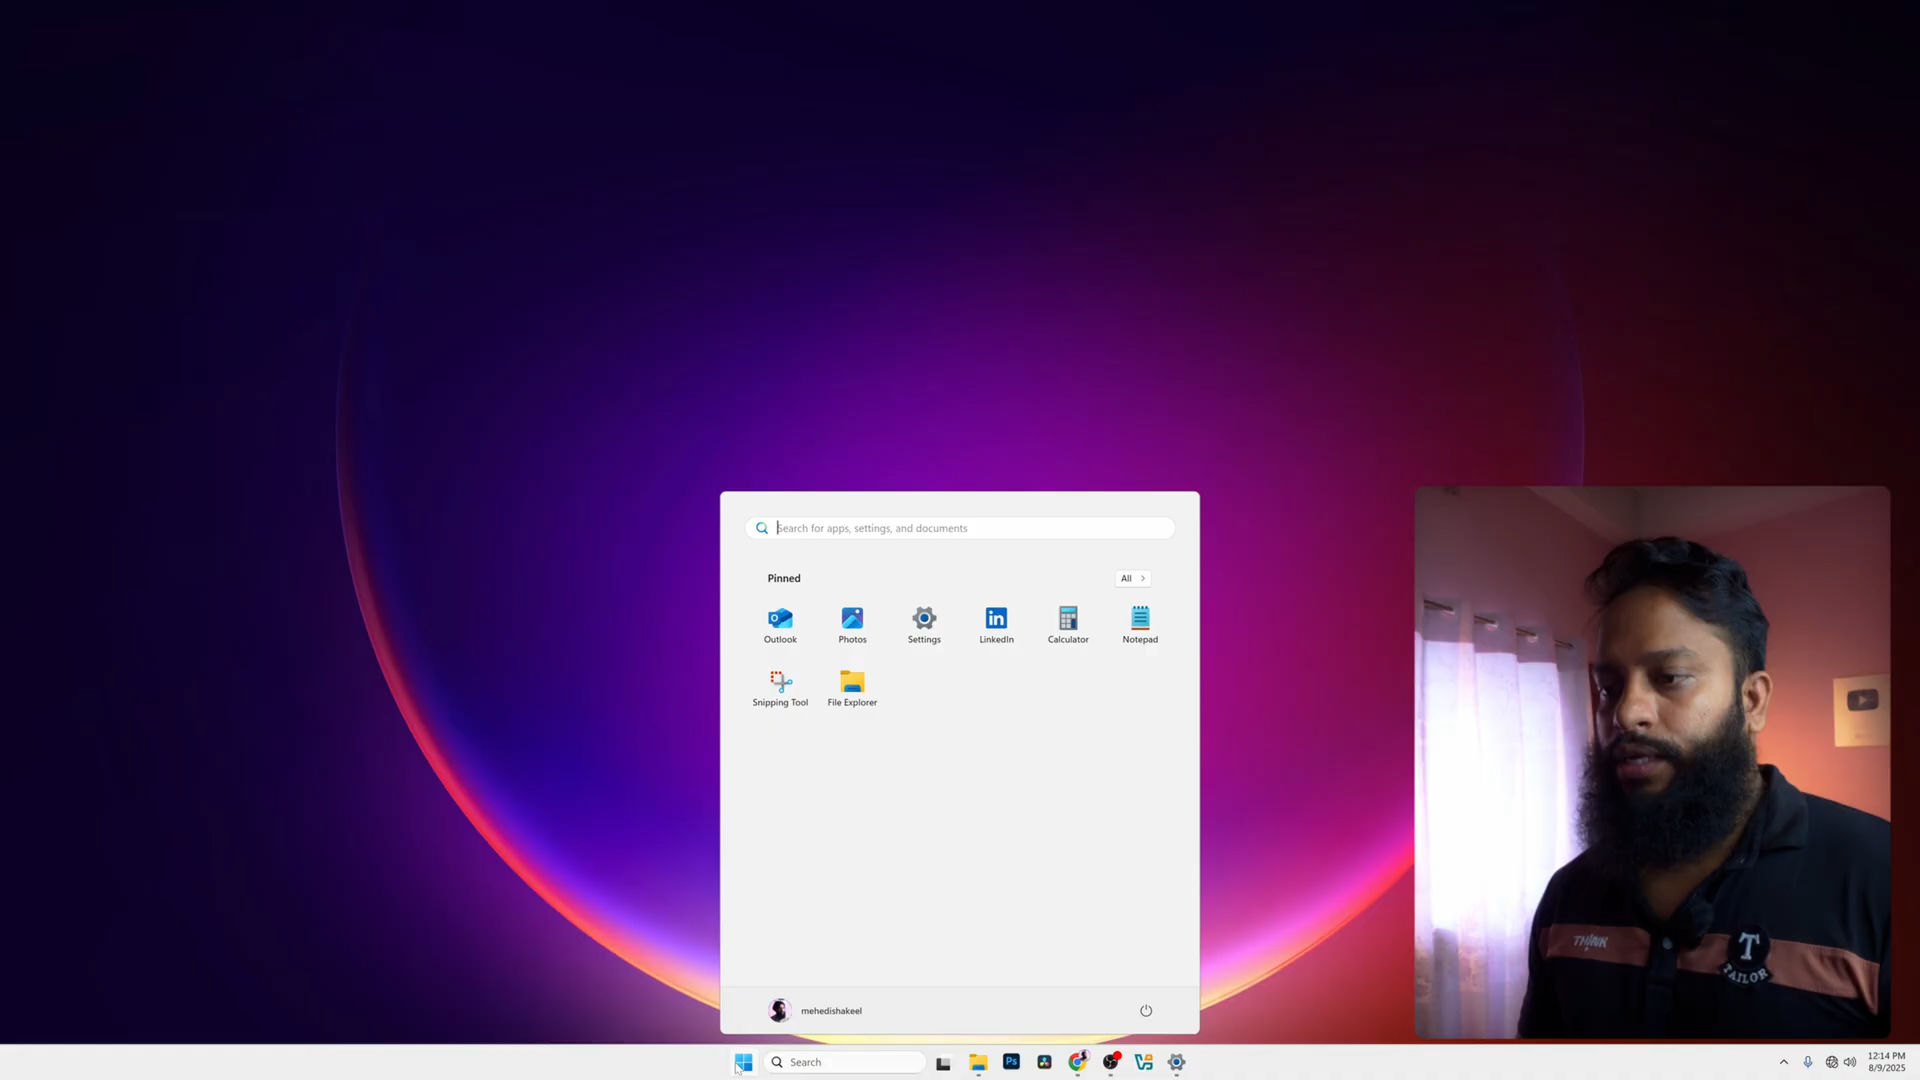 Search for apps, settings, and documents
Pinned
All
Outlook
Photos
Settings
LinkedIn
Calculator
Notepad
Snipping Tool
File Explorer
mehedishakeel
THINK
T
TAILOR
Search
Ps
12:14 PM
8/9/2025